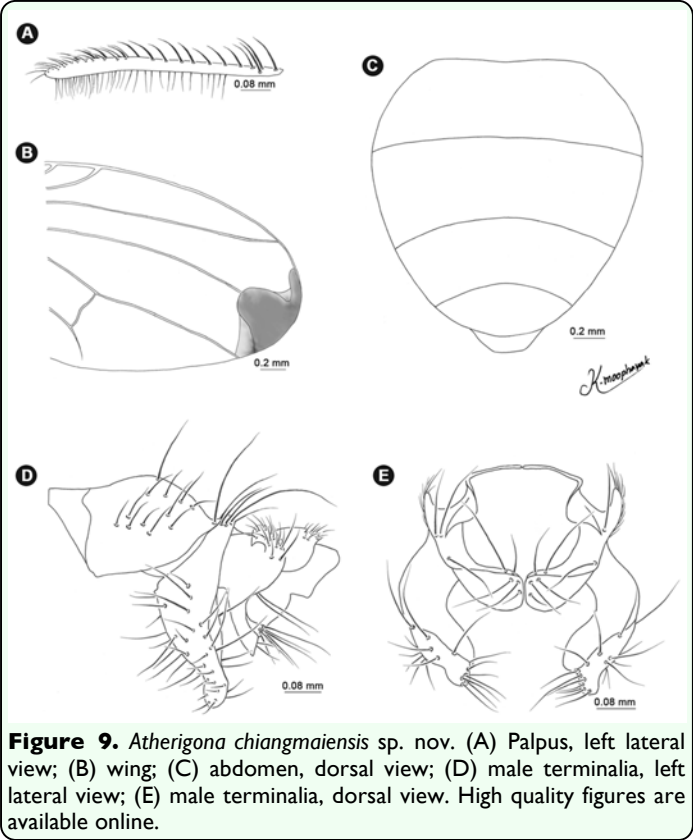 A
0.08 mm
B
0.2 mm
C
0.2 mm
K.moophayak
D
0.08 mm
E
0.08 mm
Figure 9. Atherigona chiangmaiensis sp. nov. (A) Palpus, left lateral
view; (B) wing; (C) abdomen, dorsal view; (D) male terminalia, left
lateral view; (E) male terminalia, dorsal view. High quality figures are
available online.